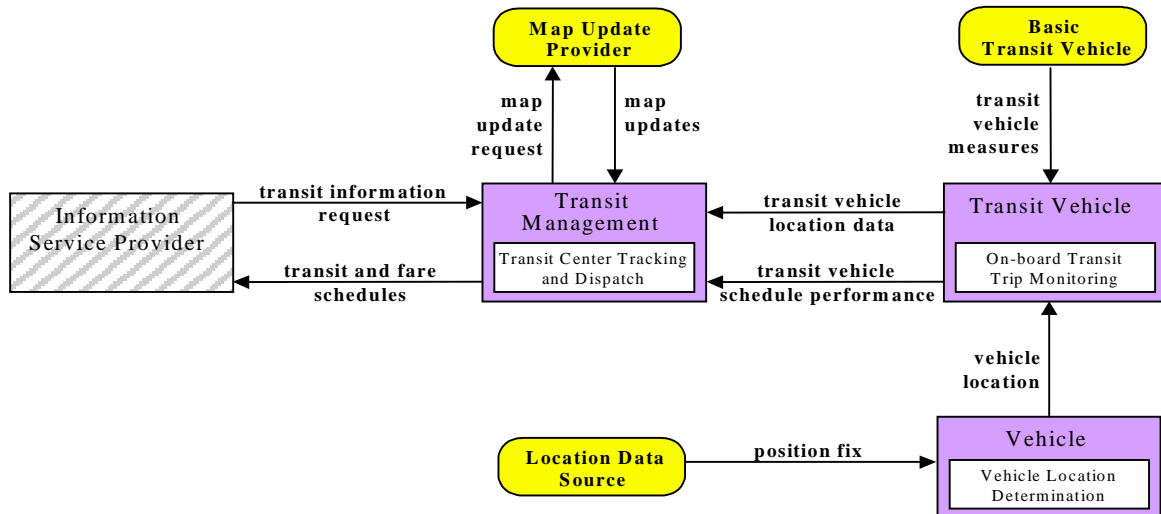 Map Update
Provider
Basic
Transit Vehicle
map
update
request
map
updates
transit
vehicle
measures
Information
Service Provider
transit information
request
transit and fare
schedules
Transit
Management
Transit Center Tracking
and Dispatch
transit vehicle
location data
transit vehicle
schedule performance
Transit Vehicle
On-board Transit
Trip Monitoring
vehicle
location
Location Data
Source
position fix
Vehicle
Vehicle Location
Determination